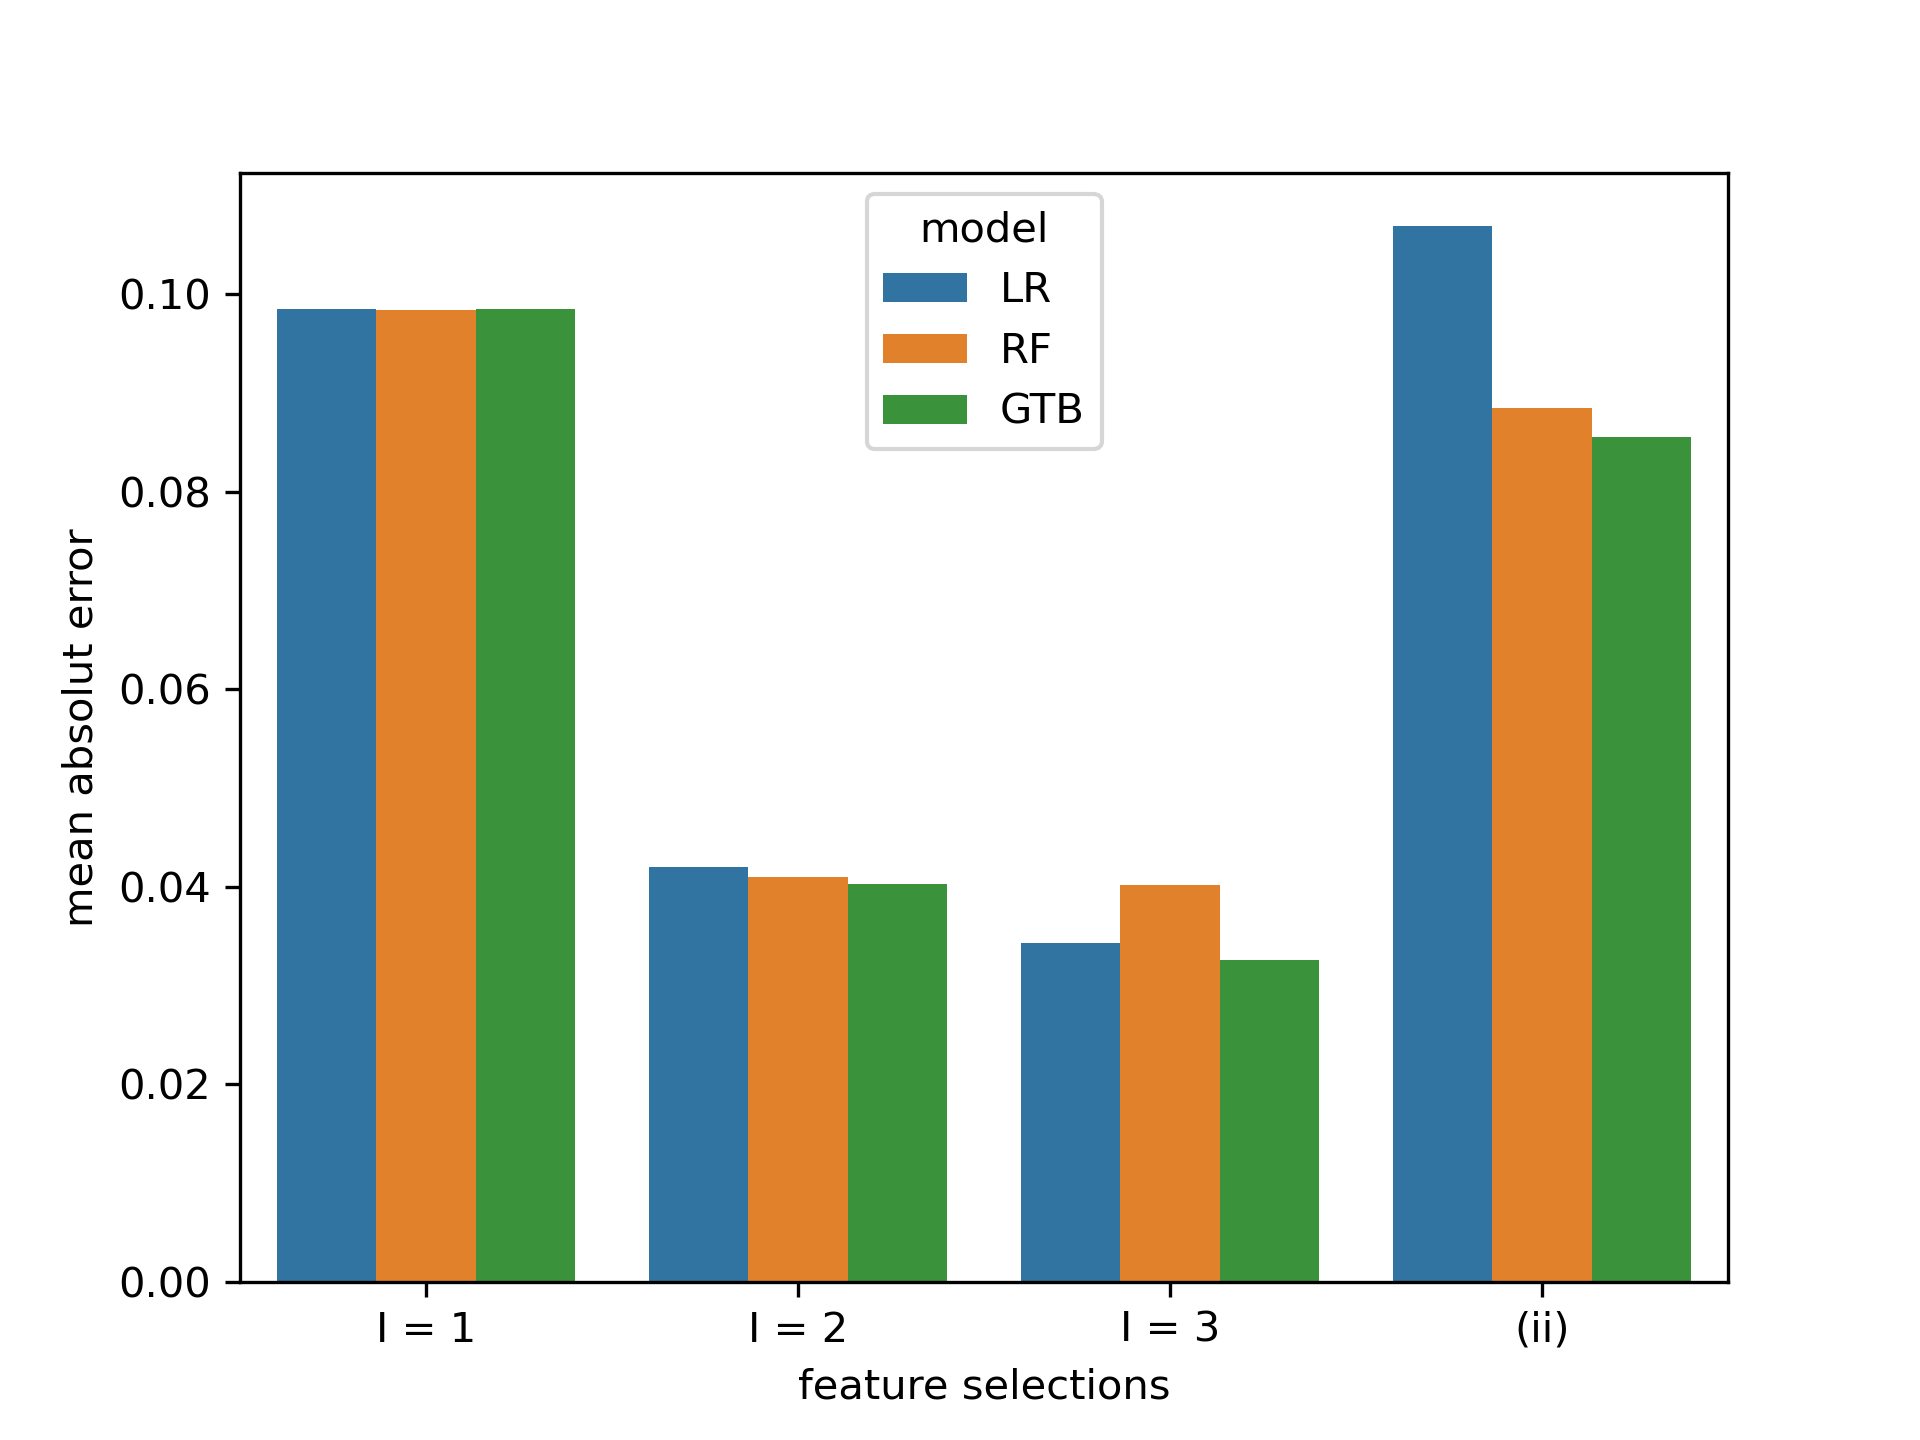 model
LR
RF
GTB
mean absolut error
0.10
0.08
0.06
0.04
0.02
0.00
l = 1
l = 2
l = 3
(ii)
feature selections